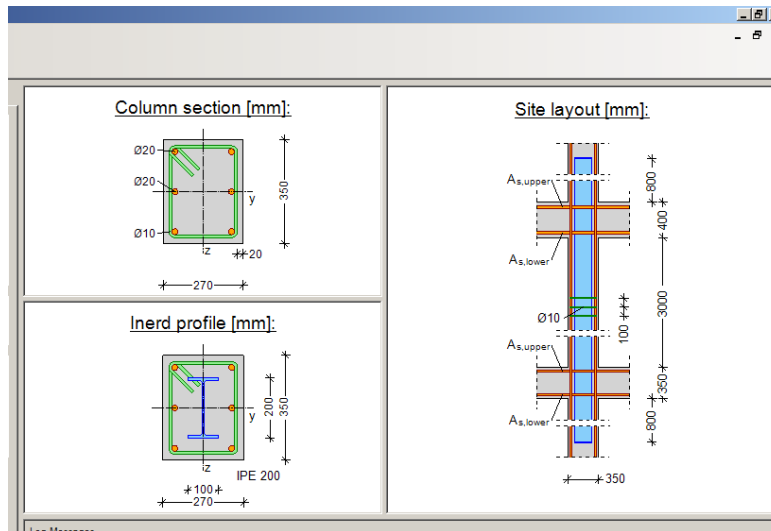 Column section [mm]:
Ø20
Ø20
Ø10
y
z
350
20
270
Inerd profile [mm]:
y
z
200
350
IPE 200
100
270
Site layout [mm]:
As,upper
As,lower
Ø10
As,upper
As,lower
800
400
3000
100
350
800
350